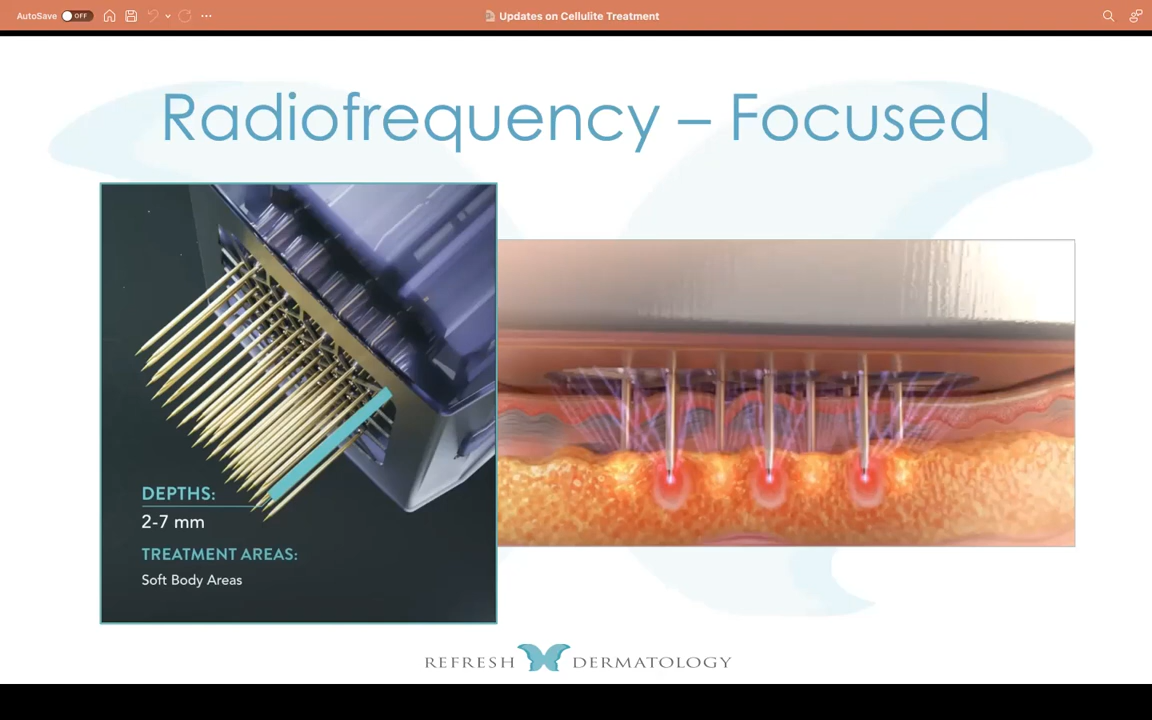 AutoSave OFF
Updates on Cellulite Treatment
Radiofrequency – Focused
DEPTHS:
2-7 mm
TREATMENT AREAS:
Soft Body Areas
REFRESH DERMATOLOGY